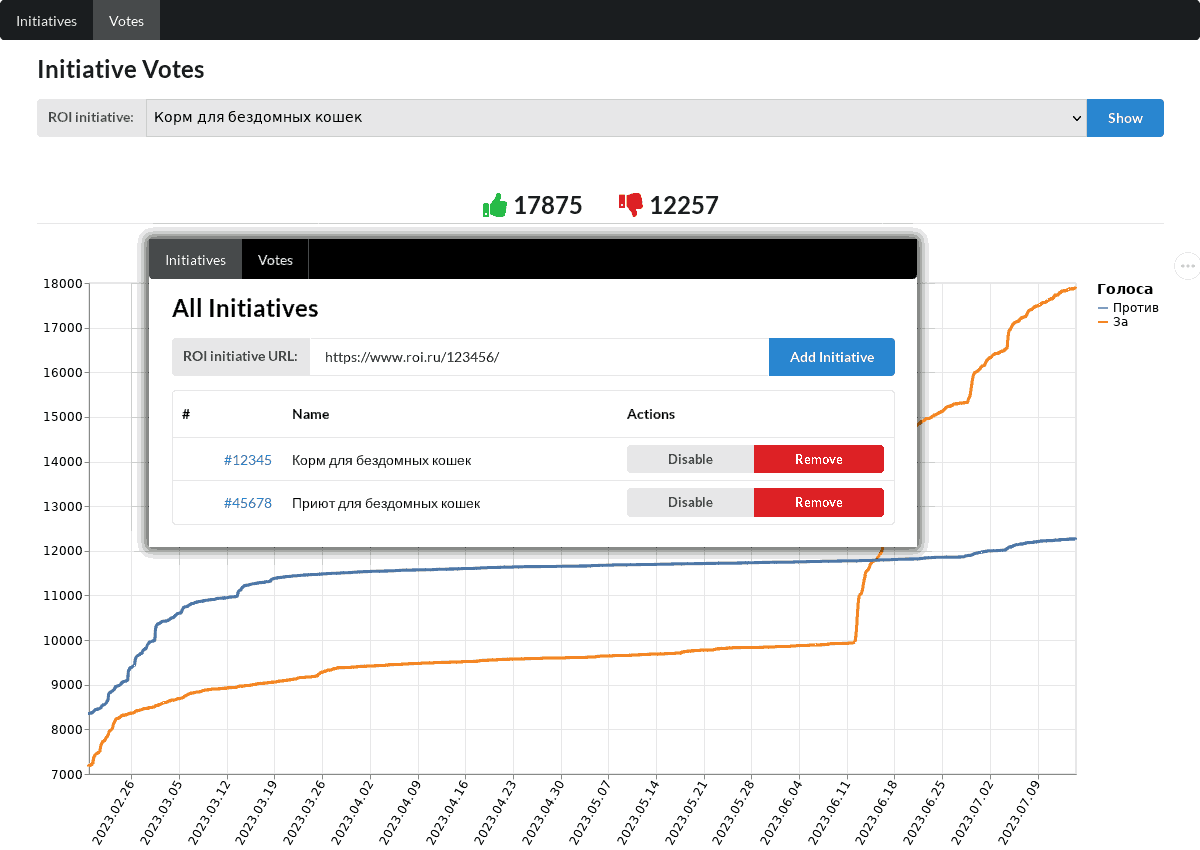 Initiatives Votes
Initiative Votes
ROI initiative: Корм для бездомных кошек Show
17875 12257
Initiatives Votes
All Initiatives
ROI initiative URL: https://www.roi.ru/123456/ Add Initiative
# Name Actions
#12345 Корм для бездомных кошек Disable Remove
#45678 Приют для бездомных кошек Disable Remove
Голоса
Против
За
18000
17000
16000
15000
14000
13000
12000
11000
10000
9000
8000
7000
2023.02.26 2023.03.05 2023.03.12 2023.03.19 2023.03.26 2023.04.02 2023.04.09 2023.04.16 2023.04.23 2023.04.30 2023.05.07 2023.05.14 2023.05.21 2023.05.28 2023.06.04 2023.06.11 2023.06.18 2023.06.25 2023.07.02 2023.07.09